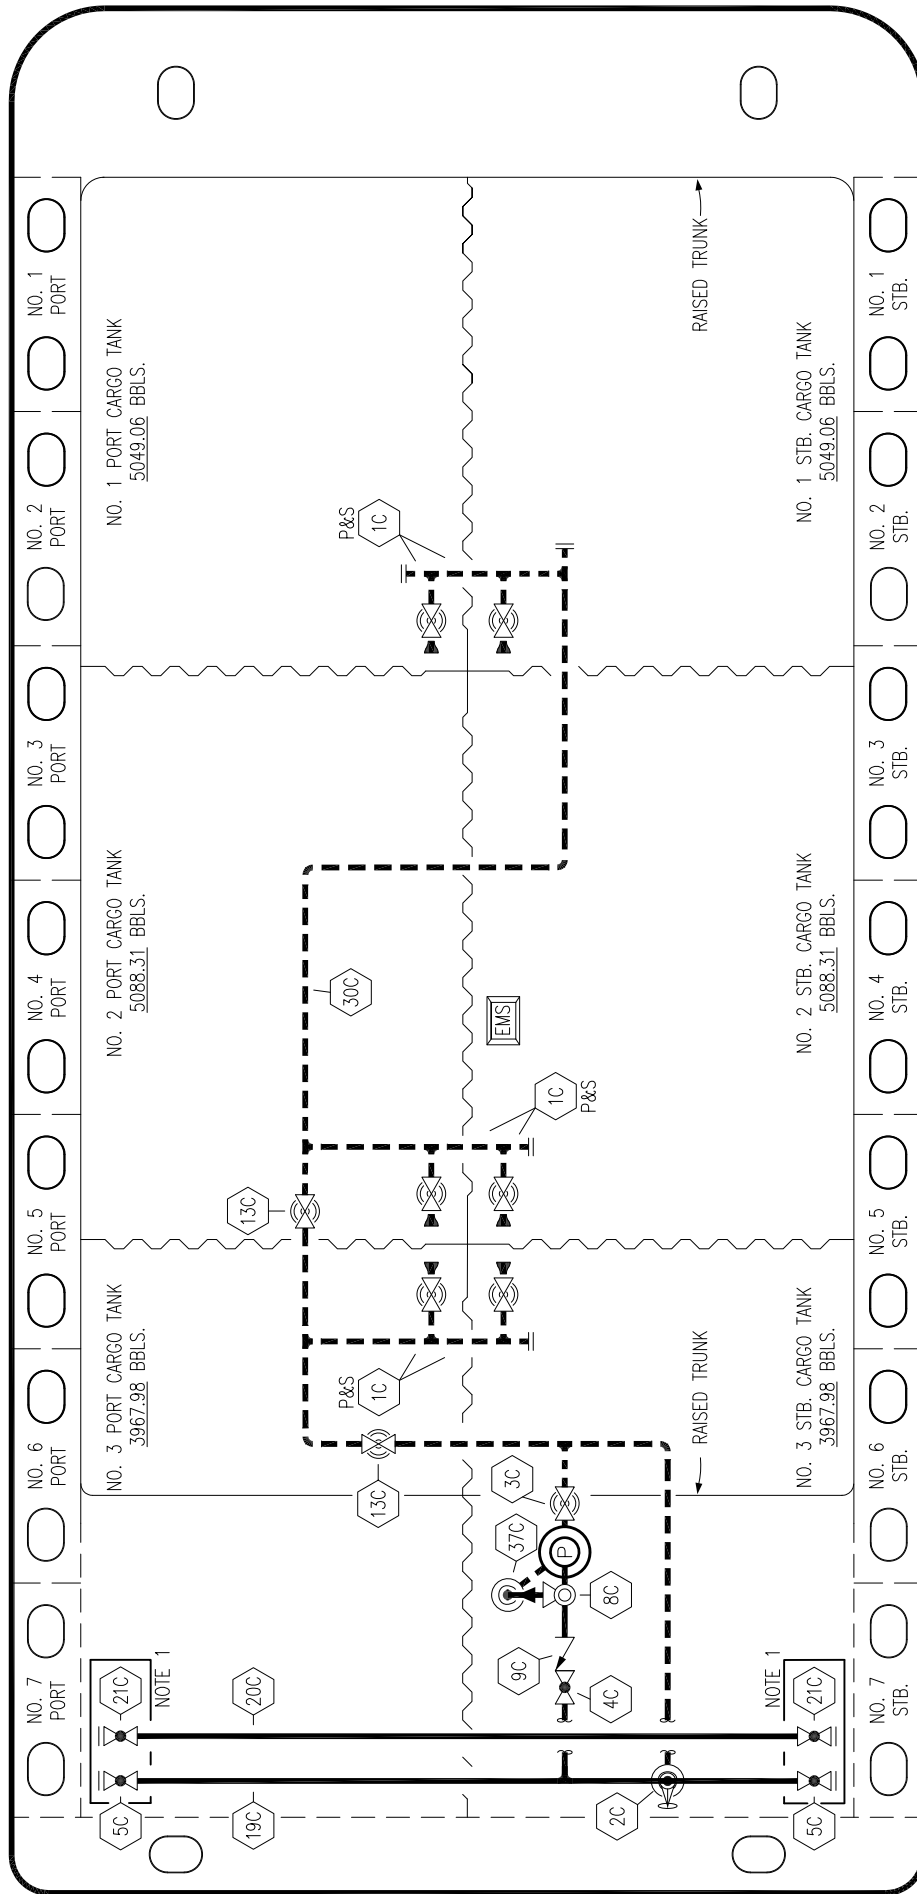 NO. 1
PORT
NO. 2
PORT
NO. 3
PORT
NO. 4
PORT
NO. 5
PORT
NO. 6
PORT
NO. 7
PORT
NO. 1 PORT CARGO TANK
5049.06 BBLS.
NO. 2 PORT CARGO TANK
5088.31 BBLS.
NO. 3 PORT CARGO TANK
3967.98 BBLS.
RAISED TRUNK
P&S
1C
30C
EMS
1C
P&S
13C
P&S
1C
13C
3C
37C
P
8C
9C
4C
NOTE 1
21C
5C
20C
19C
2C
NOTE 1
21C
5C
RAISED TRUNK
NO. 1 STB. CARGO TANK
5049.06 BBLS.
NO. 2 STB. CARGO TANK
5088.31 BBLS.
NO. 3 STB. CARGO TANK
3967.98 BBLS.
NO. 1
STB.
NO. 2
STB.
NO. 3
STB.
NO. 4
STB.
NO. 5
STB.
NO. 6
STB.
NO. 7
STB.